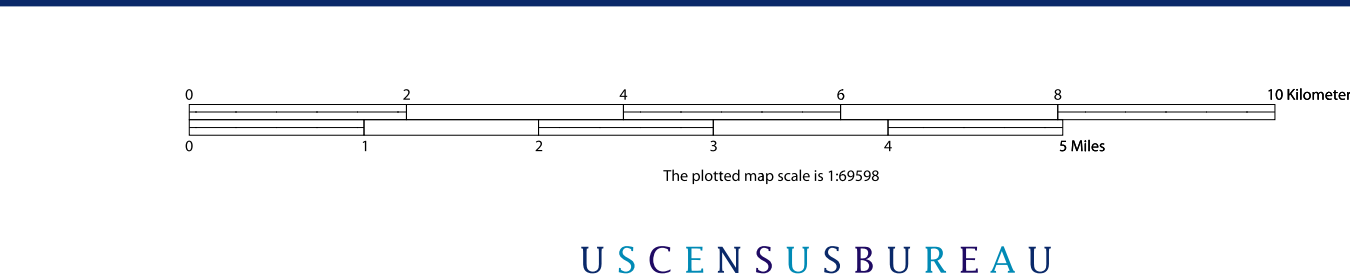 0 2 4 6 8 10 Kilometer
0 1 2 3 4 5 Miles
The plotted map scale is 1:69598
USCENSUSBUREAU